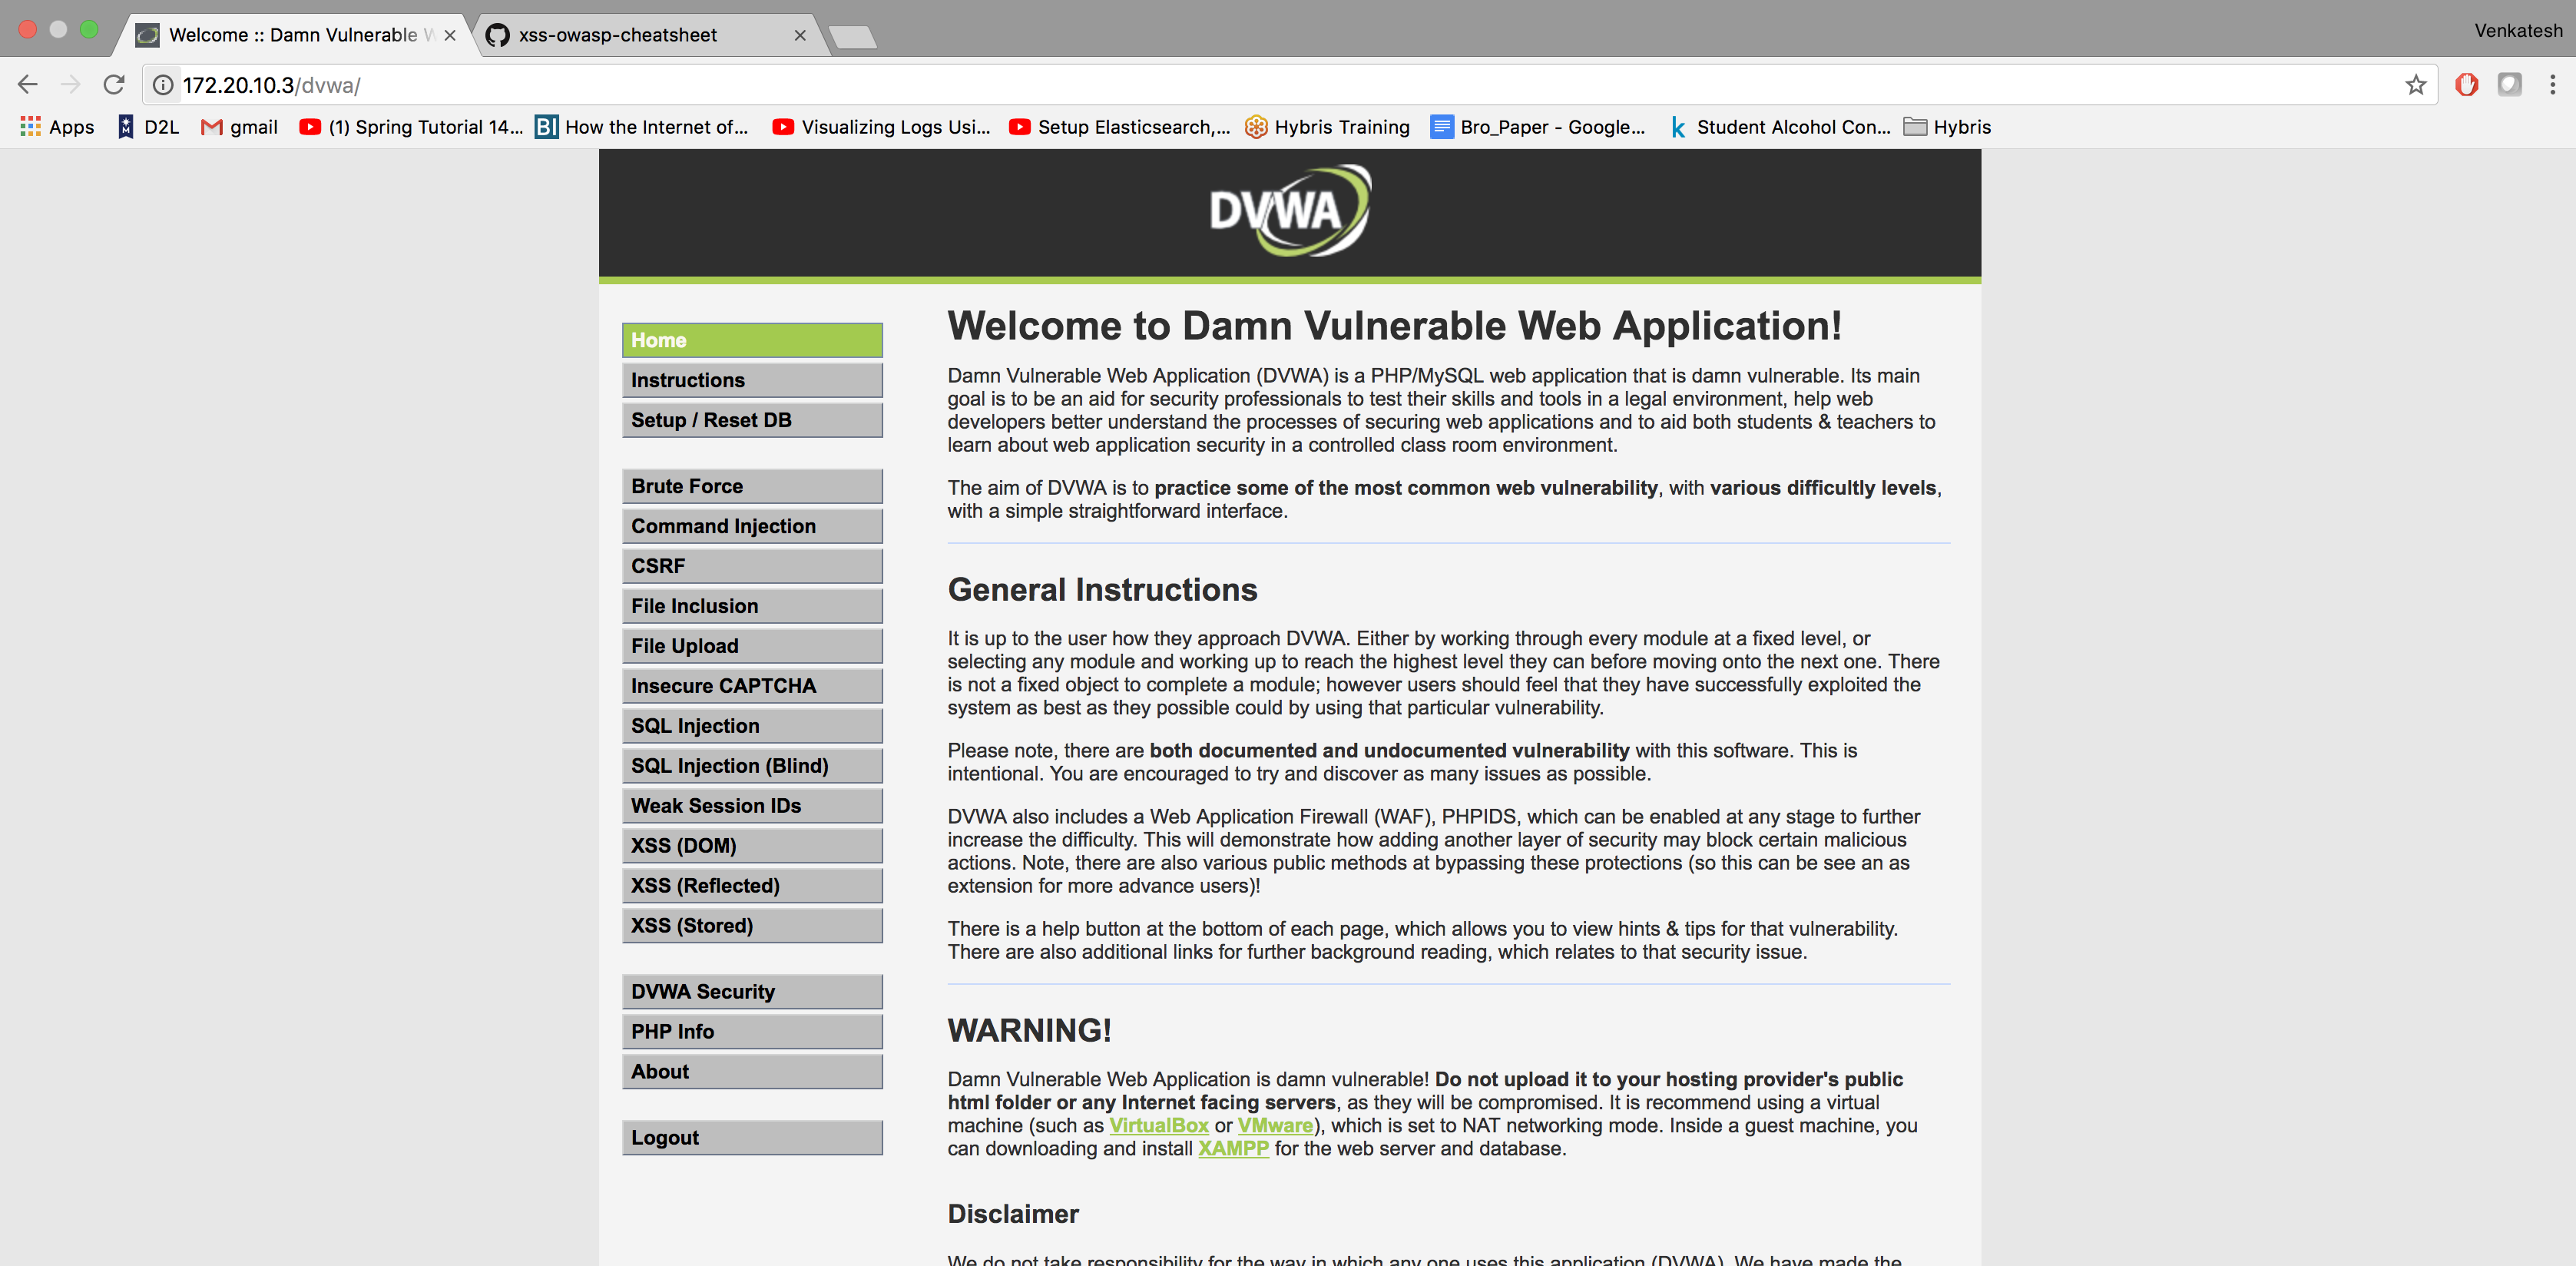 Welcome :: Damn Vulnerable W
xss-owasp-cheatsheet
Venkatesh
172.20.10.3/dvwa/
Apps
D2L
gmail
(1) Spring Tutorial 14...
BI
How the Internet of...
Visualizing Logs Usi...
Setup Elasticsearch,...
Hybris Training
Bro_Paper - Google...
k
Student Alcohol Con...
Hybris
DVWA
Home
Instructions
Setup / Reset DB
Brute Force
Command Injection
CSRF
File Inclusion
File Upload
Insecure CAPTCHA
SQL Injection
SQL Injection (Blind)
Weak Session IDs
XSS (DOM)
XSS (Reflected)
XSS (Stored)
DVWA Security
PHP Info
About
Logout
Welcome to Damn Vulnerable Web Application!
Damn Vulnerable Web Application (DVWA) is a PHP/MySQL web application that is damn vulnerable. Its main
goal is to be an aid for security professionals to test their skills and tools in a legal environment, help web
developers better understand the processes of securing web applications and to aid both students & teachers to
learn about web application security in a controlled class room environment.
The aim of DVWA is to practice some of the most common web vulnerability, with various difficultly levels,
with a simple straightforward interface.
General Instructions
It is up to the user how they approach DVWA. Either by working through every module at a fixed level, or
selecting any module and working up to reach the highest level they can before moving onto the next one. There
is not a fixed object to complete a module; however users should feel that they have successfully exploited the
system as best as they possible could by using that particular vulnerability.
Please note, there are both documented and undocumented vulnerability with this software. This is
intentional. You are encouraged to try and discover as many issues as possible.
DVWA also includes a Web Application Firewall (WAF), PHPIDS, which can be enabled at any stage to further
increase the difficulty. This will demonstrate how adding another layer of security may block certain malicious
actions. Note, there are also various public methods at bypassing these protections (so this can be see an as
extension for more advance users)!
There is a help button at the bottom of each page, which allows you to view hints & tips for that vulnerability.
There are also additional links for further background reading, which relates to that security issue.
WARNING!
Damn Vulnerable Web Application is damn vulnerable! Do not upload it to your hosting provider's public
html folder or any Internet facing servers, as they will be compromised. It is recommend using a virtual
machine (such as VirtualBox or VMware), which is set to NAT networking mode. Inside a guest machine, you
can downloading and install XAMPP for the web server and database.
Disclaimer
We do not take responsibility for the way in which any one uses this application (DVWA). We have made the